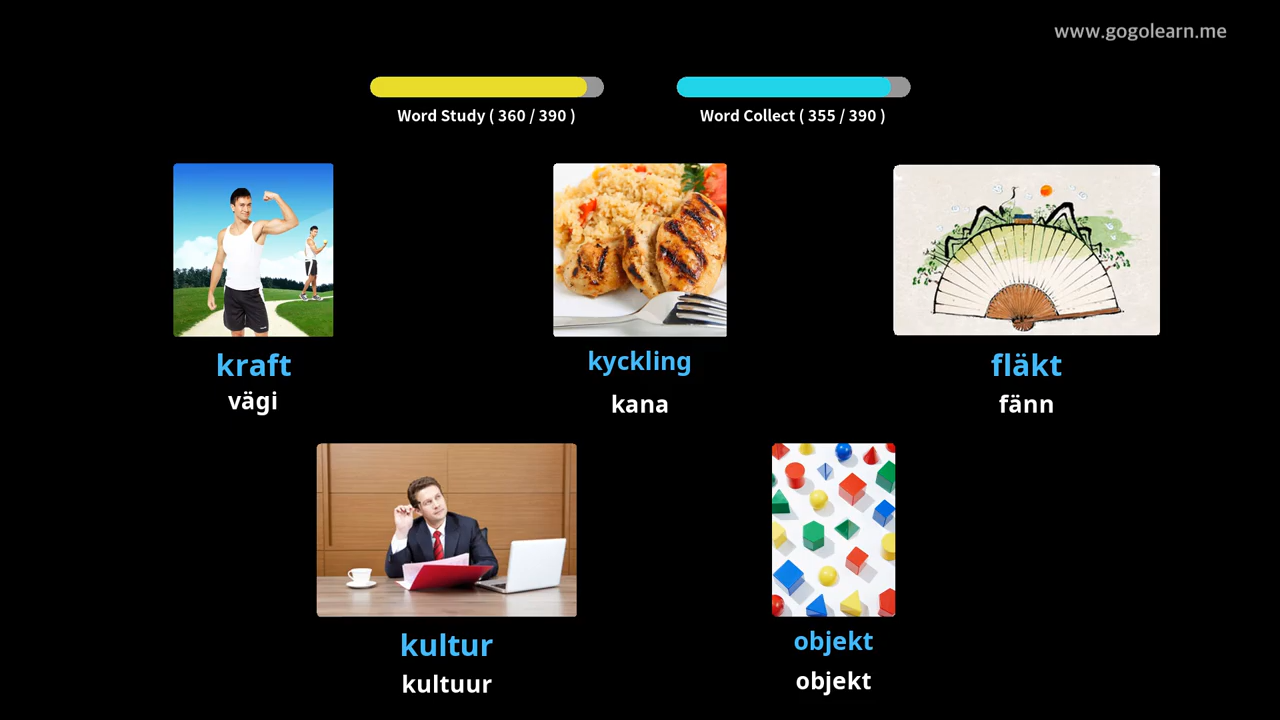 www.gogolearn.me
Word Study ( 360 / 390 )
Word Collect ( 355 / 390 )
kraft
vägi
kyckling
kana
fläkt
fänn
kultur
kultuur
objekt
objekt